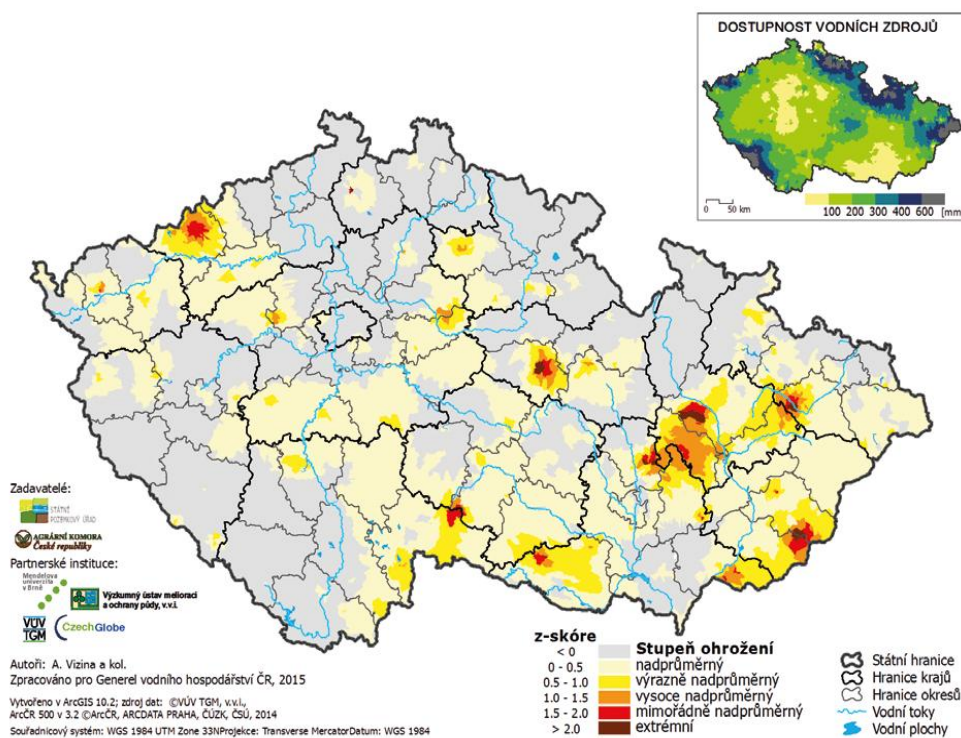 DOSTUPNOST VODNÍCH ZDROJŮ
0 50 km
100 200 300 400 600 [mm]
Zadavatelé:
STÁTNÍ
POZEMKOVÝ ÚŘAD
AGRÁRNÍ KOMORA
České republiky
Partnerské instituce:
Mendelova
univerzita
v Brně
Výzkumný ústav meliorací
a ochrany půdy, v.v.i.
VÚV
TGM
CzechGlobe
Autoři: A. Vizina a kol.
Zpracováno pro Generel vodního hospodářství ČR, 2015
Vytvořeno v ArcGIS 10.2; zdroj dat: ©VÚV TGM, v.v.i.,
ArcČR 500 v 3.2 ©ArcČR, ARCDATA PRAHA, ČÚZK, ČSÚ, 2014
Souřadnicový systém: WGS 1984 UTM Zone 33NProjekce: Transverse MercatorDatum: WGS 1984
z-skóre
< 0 Stupeň ohrožení
0 - 0.5 nadprůměrný
0.5 - 1.0 výrazně nadprůměrný
1.0 - 1.5 vysoce nadprůměrný
1.5 - 2.0 mimořádně nadprůměrný
> 2.0 extrémní
Státní hranice
Hranice krajů
Hranice okresů
Vodní toky
Vodní plochy